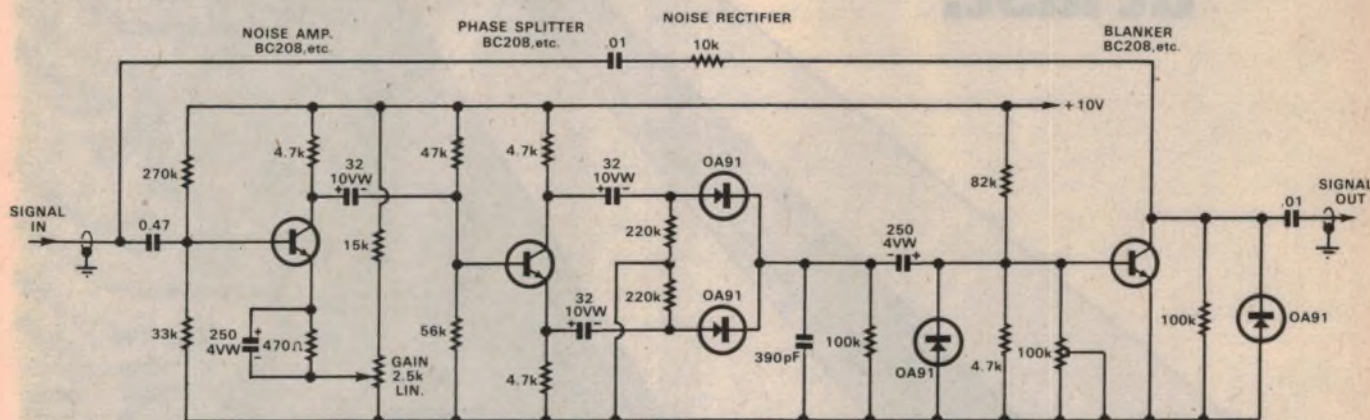 NOISE RECTIFIER
NOISE AMP.
BC208,etc.
PHASE SPLITTER
BC208,etc.
BLANKER
BC208,etc.
.01
10k
+10V
4.7k
47k
4.7k
270k
32
10VW
+
-
32
10VW
+
-
OA91
82k
SIGNAL
IN
0.47
15k
220k
250
4VW
-
+
.01
SIGNAL
OUT
220k
32
10VW
+
-
OA91
33k
250
4VW
+
-
470Ω
56k
GAIN
2.5k
LIN.
4.7k
390pF
100k
OA91
4.7k
100k
100k
OA91